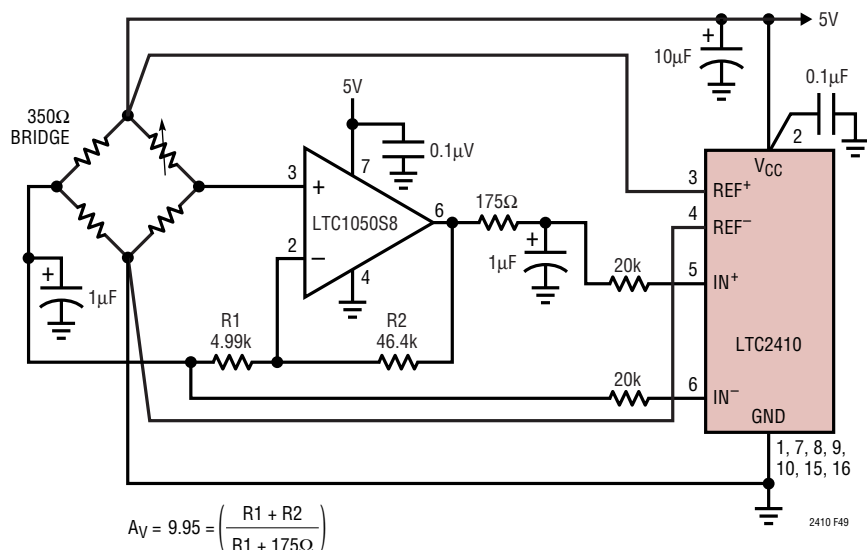 5V
10µF
0.1µF
350Ω
BRIDGE
5V
2
0.1µV
VCC
7
3
+
3
REF+
LTC1050S8
6
175Ω
4
REF−
2
−
4
+
1µF
+
1µF
20k
5
IN+
R1
4.99k
R2
46.4k
LTC2410
20k
6
IN−
GND
1, 7, 8, 9,
10, 15, 16
AV = 9.95 = (R1 + R2 / R1 + 175Ω)
2410 F49